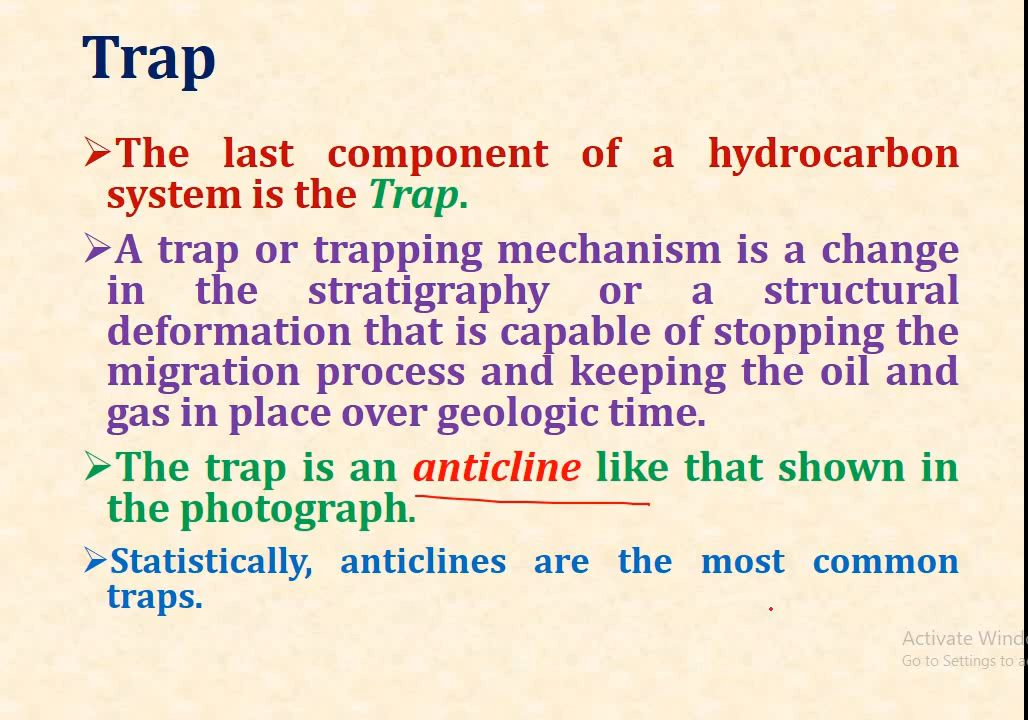 Trap
➢The last component of a hydrocarbon
system is the Trap.
➢A trap or trapping mechanism is a change
in the stratigraphy or a structural
deformation that is capable of stopping the
migration process and keeping the oil and
gas in place over geologic time.
➢The trap is an anticline like that shown in
the photograph.
➢Statistically, anticlines are the most common
traps.
Activate Wind
Go to Settings to a